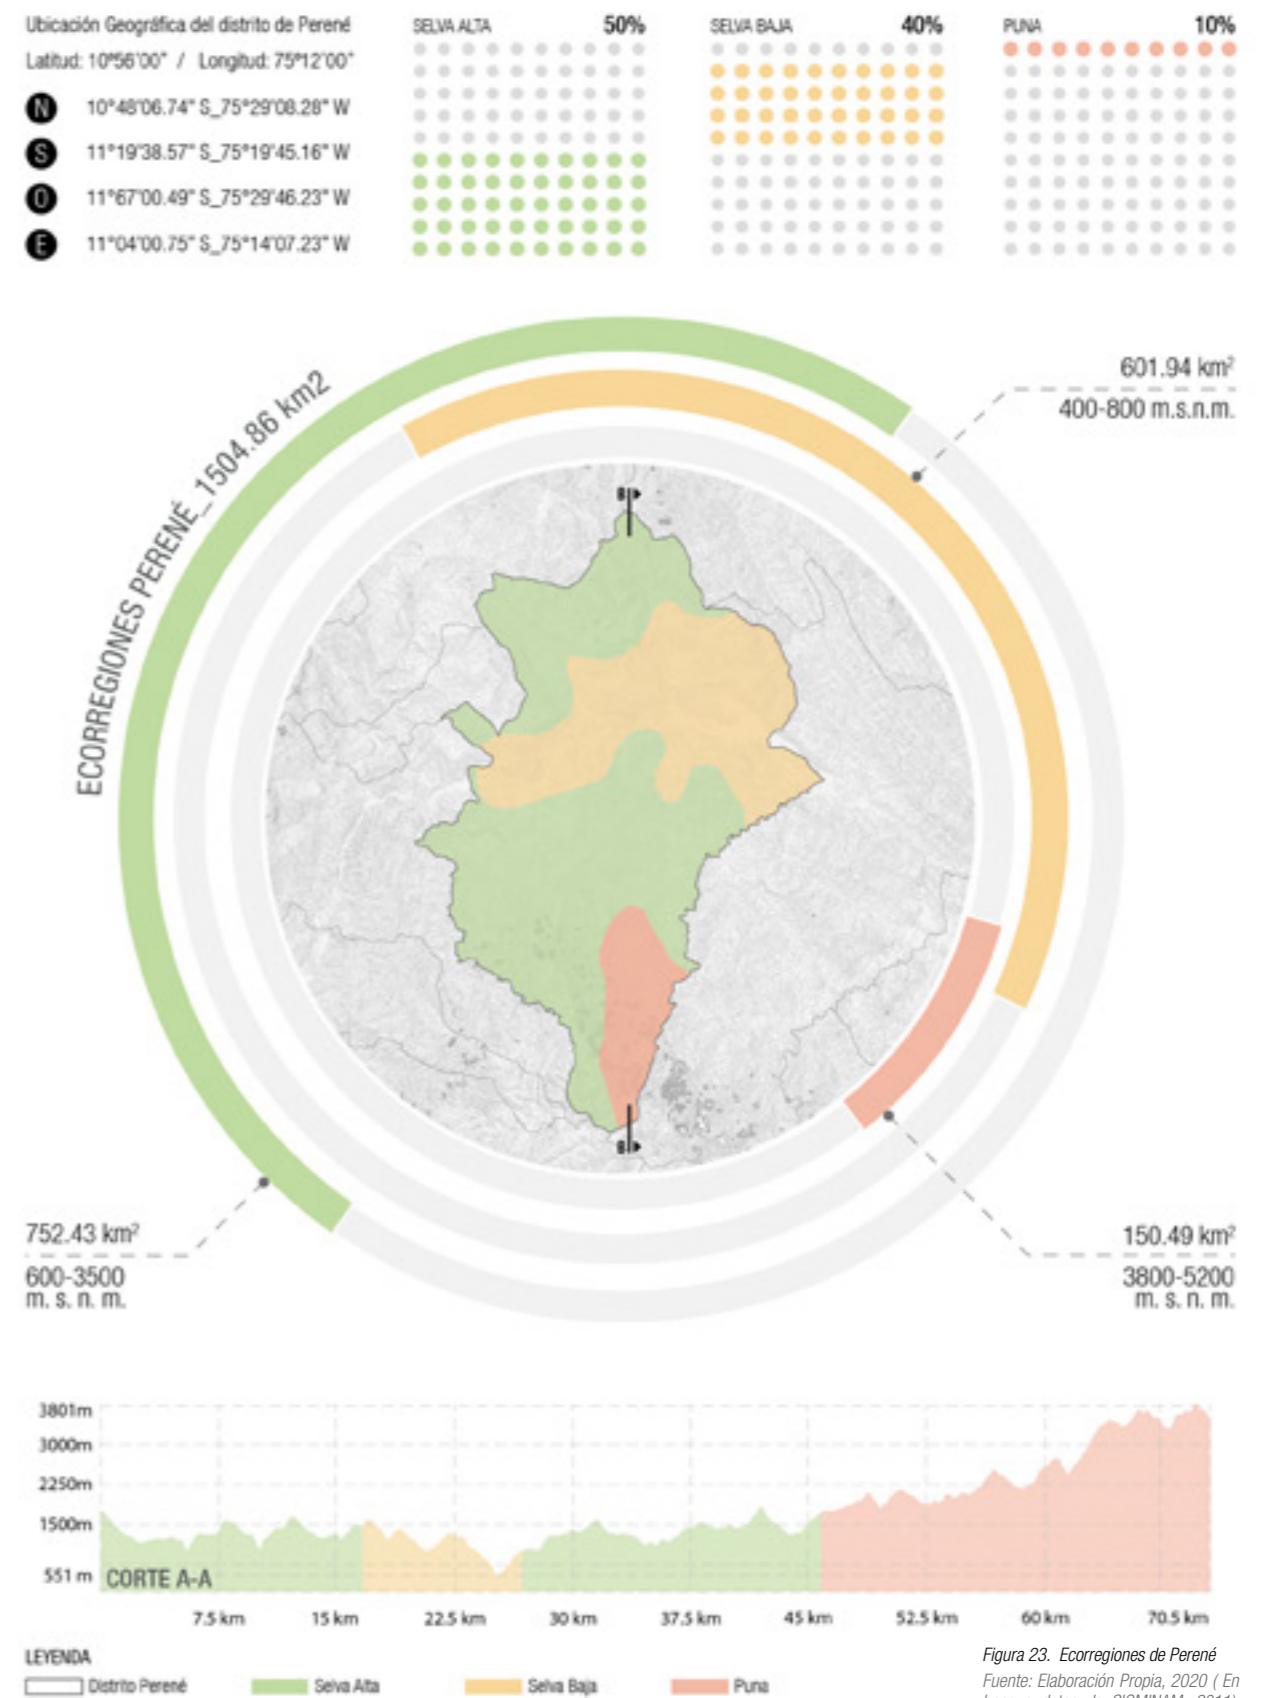 Ubicación Geográfica del distrito de Perené
Latitud: 10°56'00" / Longitud: 75°12'00"
N 10°48'06.74" S_75°29'08.28" W
S 11°19'38.57" S_75°19'45.16" W
O 11°67'00.49" S_75°29'46.23" W
E 11°04'00.75" S_75°14'07.23" W
SELVA ALTA 50%
SELVA BAJA 40%
PUNA 10%
ECORREGIONES PERENÉ_1504.86 km2
601.94 km²
400-800 m.s.n.m.
B
B
752.43 km²
600-3500
m. s. n. m.
150.49 km²
3800-5200
m. s. n. m.
3801m
3000m
2250m
1500m
551 m
CORTE A-A
7.5 km 15 km 22.5 km 30 km 37.5 km 45 km 52.5 km 60 km 70.5 km
LEYENDA
Distrito Perené Selva Alta Selva Baja Puna
Figura 23. Ecorregiones de Perené
Fuente: Elaboración Propia, 2020 ( En